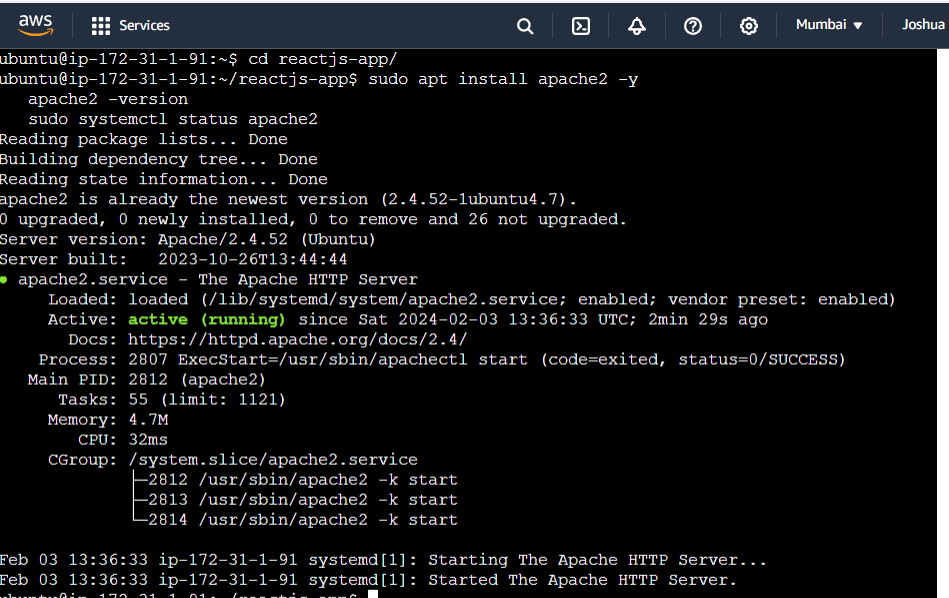 aws Services Mumbai Joshua
ubuntu@ip-172-31-1-91:~$ cd reactjs-app/
ubuntu@ip-172-31-1-91:~/reactjs-app$ sudo apt install apache2 -y
apache2 -version
sudo systemctl status apache2
Reading package lists... Done
Building dependency tree... Done
Reading state information... Done
apache2 is already the newest version (2.4.52-1ubuntu4.7).
0 upgraded, 0 newly installed, 0 to remove and 26 not upgraded.
Server version: Apache/2.4.52 (Ubuntu)
Server built:   2023-10-26T13:44:44
● apache2.service - The Apache HTTP Server
Loaded: loaded (/lib/systemd/system/apache2.service; enabled; vendor preset: enabled)
Active: active (running) since Sat 2024-02-03 13:36:33 UTC; 2min 29s ago
Docs: https://httpd.apache.org/docs/2.4/
Process: 2807 ExecStart=/usr/sbin/apachectl start (code=exited, status=0/SUCCESS)
Main PID: 2812 (apache2)
Tasks: 55 (limit: 1121)
Memory: 4.7M
CPU: 32ms
CGroup: /system.slice/apache2.service
├─2812 /usr/sbin/apache2 -k start
├─2813 /usr/sbin/apache2 -k start
└─2814 /usr/sbin/apache2 -k start
Feb 03 13:36:33 ip-172-31-1-91 systemd[1]: Starting The Apache HTTP Server...
Feb 03 13:36:33 ip-172-31-1-91 systemd[1]: Started The Apache HTTP Server.
ubuntu@ip-172-31-1-91:~/reactjs-app$